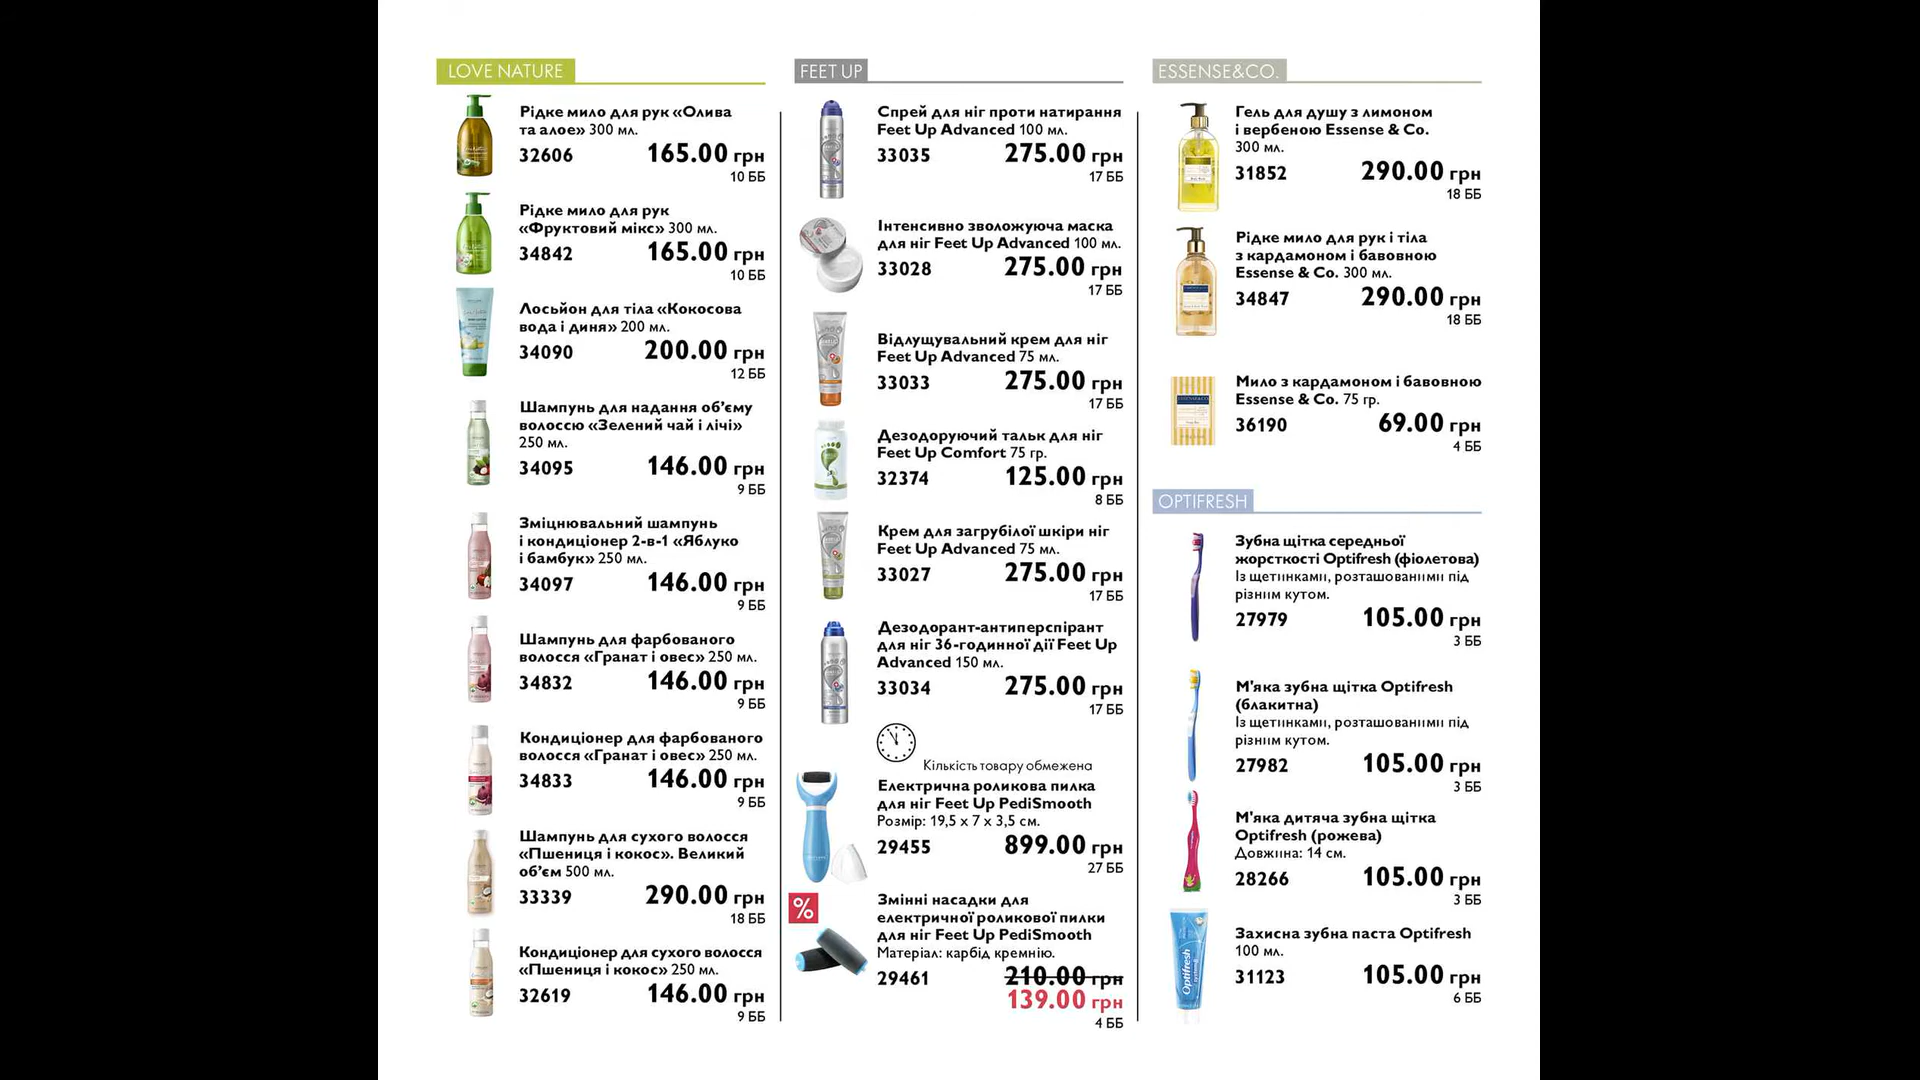 LOVE NATURE
Рідке мило для рук «Олива
та алое» 300 мл.
32606 165.00 грн
10 ББ
Рідке мило для рук
«Фруктовий мікс» 300 мл.
34842 165.00 грн
10 ББ
Лосьйон для тіла «Кокосова
вода і диня» 200 мл.
34090 200.00 грн
12 ББ
Шампунь для надання об’єму
волоссю «Зелений чай і лічі»
250 мл.
34095 146.00 грн
9 ББ
Зміцнювальний шампунь
і кондиціонер 2-в-1 «Яблуко
і бамбук» 250 мл.
34097 146.00 грн
9 ББ
Шампунь для фарбованого
волосся «Гранат і овес» 250 мл.
34832 146.00 грн
9 ББ
Кондиціонер для фарбованого
волосся «Гранат і овес» 250 мл.
34833 146.00 грн
9 ББ
Шампунь для сухого волосся
«Пшениця і кокос». Великий
об’єм 500 мл.
33339 290.00 грн
18 ББ
Кондиціонер для сухого волосся
«Пшениця і кокос» 250 мл.
32619 146.00 грн
9 ББ
FEET UP
Спрей для ніг проти натирання
Feet Up Advanced 100 мл.
33035 275.00 грн
17 ББ
Інтенсивно зволожуюча маска
для ніг Feet Up Advanced 100 мл.
33028 275.00 грн
17 ББ
Відлущувальний крем для ніг
Feet Up Advanced 75 мл.
33033 275.00 грн
17 ББ
Дезодоруючий тальк для ніг
Feet Up Comfort 75 гр.
32374 125.00 грн
8 ББ
Крем для загрубілої шкіри ніг
Feet Up Advanced 75 мл.
33027 275.00 грн
17 ББ
Дезодорант-антиперспірант
для ніг 36-годинної дії Feet Up
Advanced 150 мл.
33034 275.00 грн
17 ББ
Кількість товару обмежена
Електрична роликова пилка
для ніг Feet Up PediSmooth
Розмір: 19,5 x 7 x 3,5 см.
29455 899.00 грн
27 ББ
%
Змінні насадки для
електричної роликової пилки
для ніг Feet Up PediSmooth
Матеріал: карбід кремнію.
29461 210.00 грн
139.00 грн
4 ББ
ESSENSE&CO.
Гель для душу з лимоном
і вербеною Essense & Co.
300 мл.
31852 290.00 грн
18 ББ
Рідке мило для рук і тіла
з кардамоном і бавовною
Essense & Co. 300 мл.
34847 290.00 грн
18 ББ
Мило з кардамоном і бавовною
Essense & Co. 75 гр.
36190 69.00 грн
4 ББ
OPTIFRESH
Зубна щітка середньої
жорсткості Optifresh (фіолетова)
Із щетинками, розташованими під
різним кутом.
27979 105.00 грн
3 ББ
М'яка зубна щітка Optifresh
(блакитна)
Із щетинками, розташованими під
різним кутом.
27982 105.00 грн
3 ББ
М'яка дитяча зубна щітка
Optifresh (рожева)
Довжина: 14 см.
28266 105.00 грн
3 ББ
Optifresh
Захисна зубна паста Optifresh
100 мл.
31123 105.00 грн
6 ББ